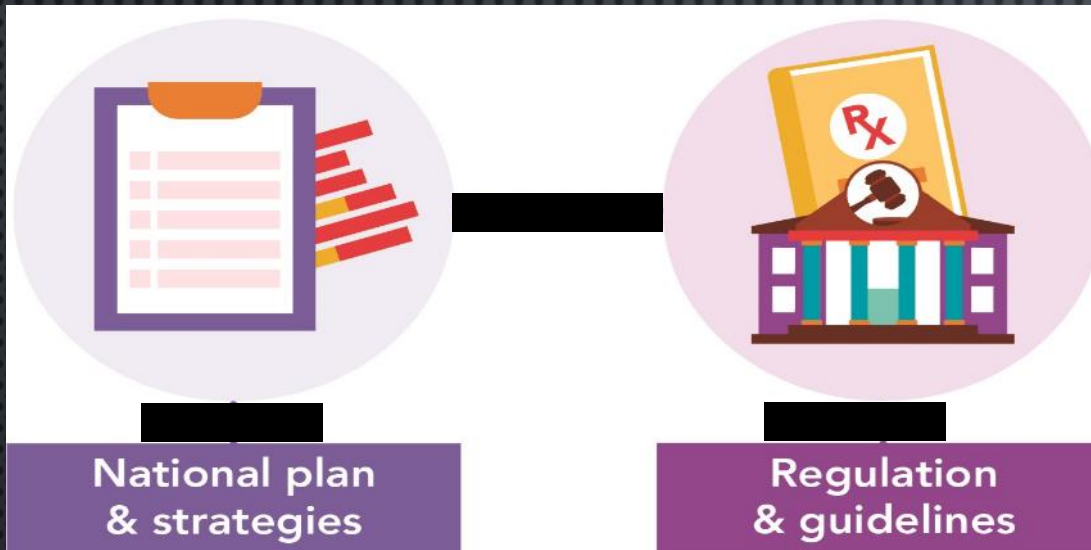 RX
National plan
& strategies
Regulation
& guidelines